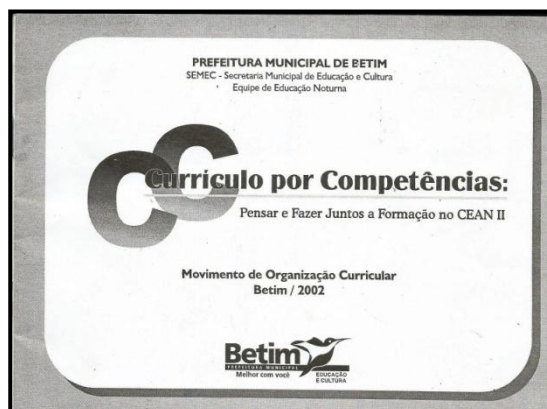 PREFEITURA MUNICIPAL DE BETIM
SEMEC - Secretaria Municipal de Educação e Cultura
Equipe de Educação Noturna
CC
Currículo por Competências:
Pensar e Fazer Juntos a Formação no CEAN II
Movimento de Organização Curricular
Betim / 2002
Betim
PREFEITURA MUNICIPAL
Melhor com você
EDUCAÇÃO
E CULTURA